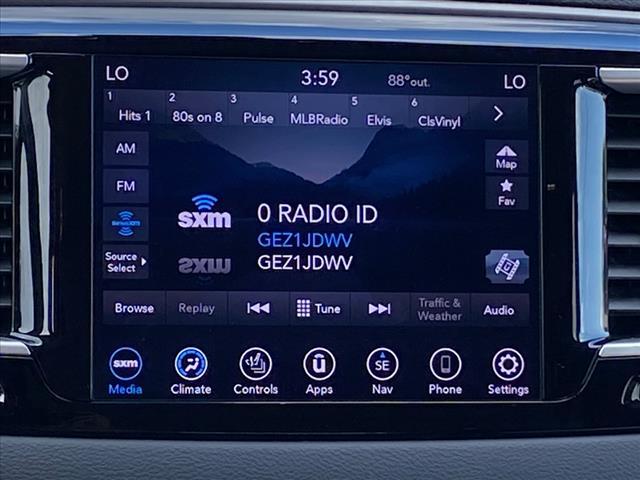 LO 3:59 88° out. LO
1 2 3 4 5 6
Hits 1 80s on 8 Pulse MLBRadio Elvis ClsVinyl
AM
Map
FM
Fav
sxm 0 RADIO ID
GEZ1JDWV
GEZ1JDWV
Source
Select
Browse Replay Tune Traffic & Weather Audio
sxm SE
Media Climate Controls Apps Nav Phone Settings